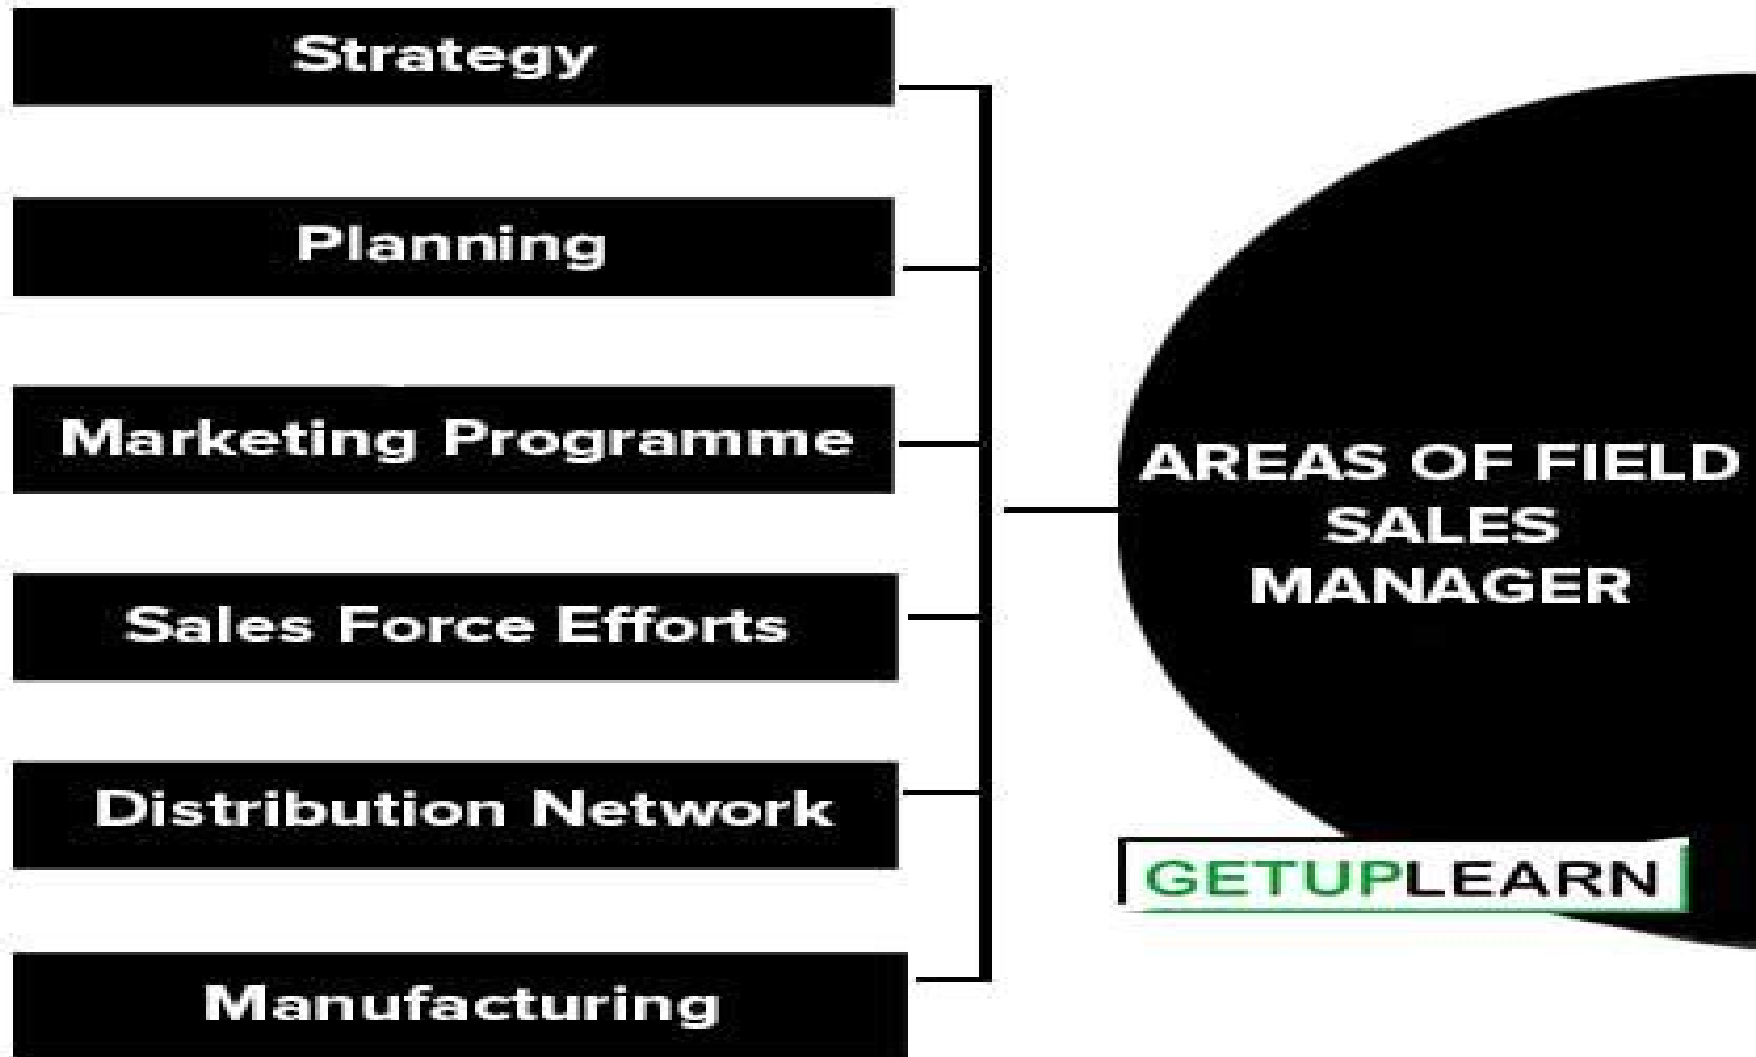 Strategy
Planning
Marketing Programme
Sales Force Efforts
Distribution Network
Manufacturing
AREAS OF FIELD
SALES
MANAGER
GETUPLEARN